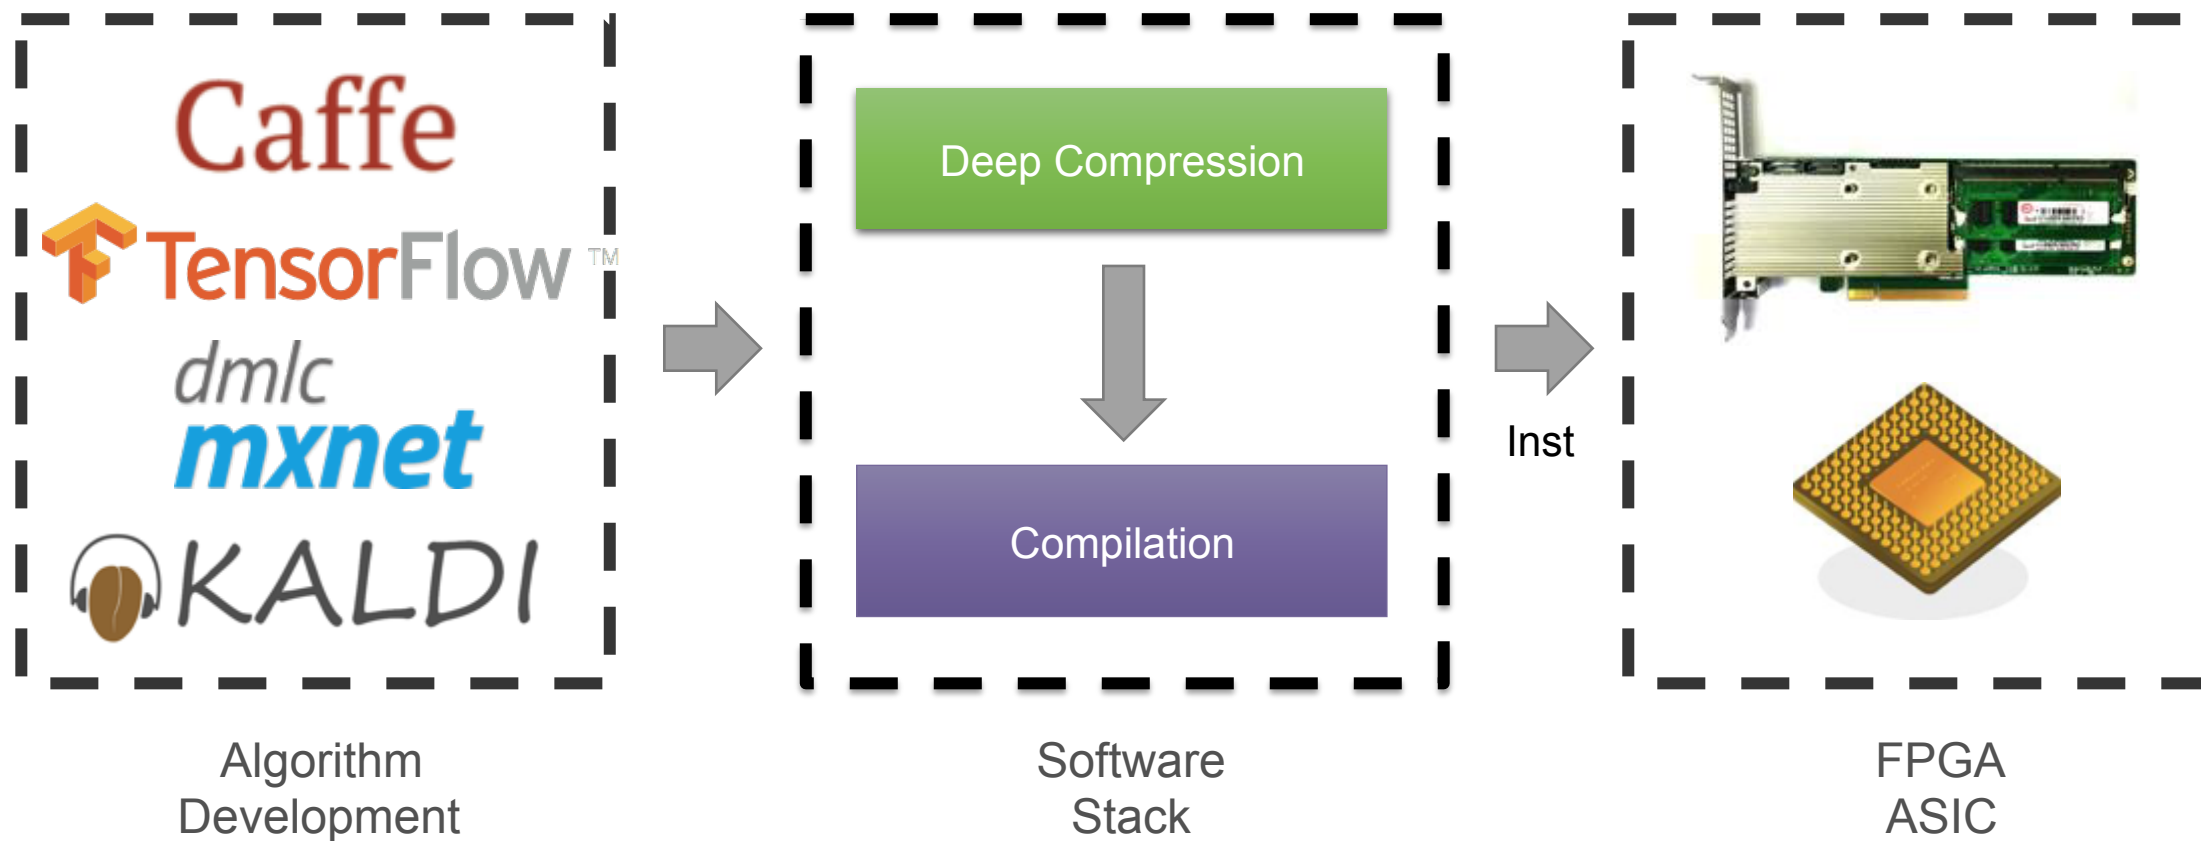 Caffe
TensorFlow ™
dmlc
mxnet
KALDI
Algorithm
Development
Deep Compression
Compilation
Software
Stack
Inst
FPGA
ASIC